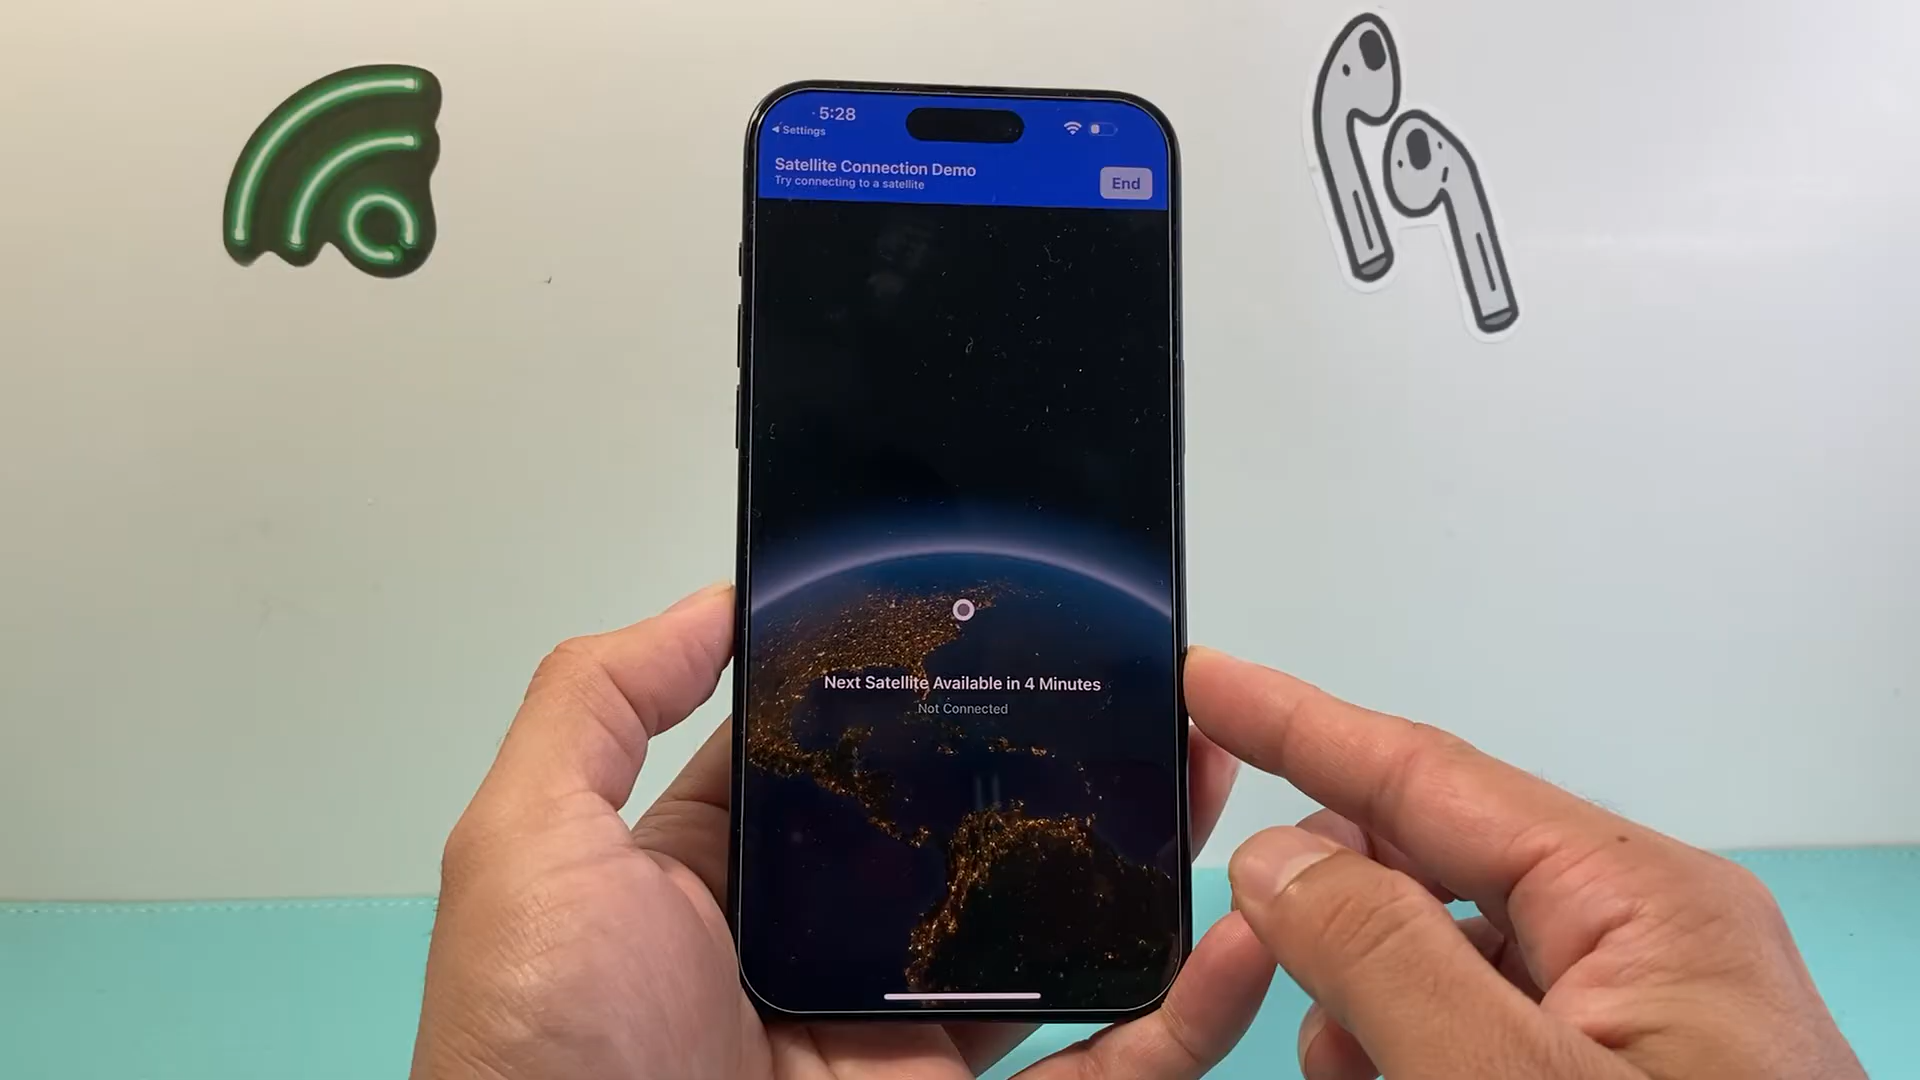 5:28
◀ Settings
Satellite Connection Demo
Try connecting to a satellite
End
Next Satellite Available in 4 Minutes
Not Connected